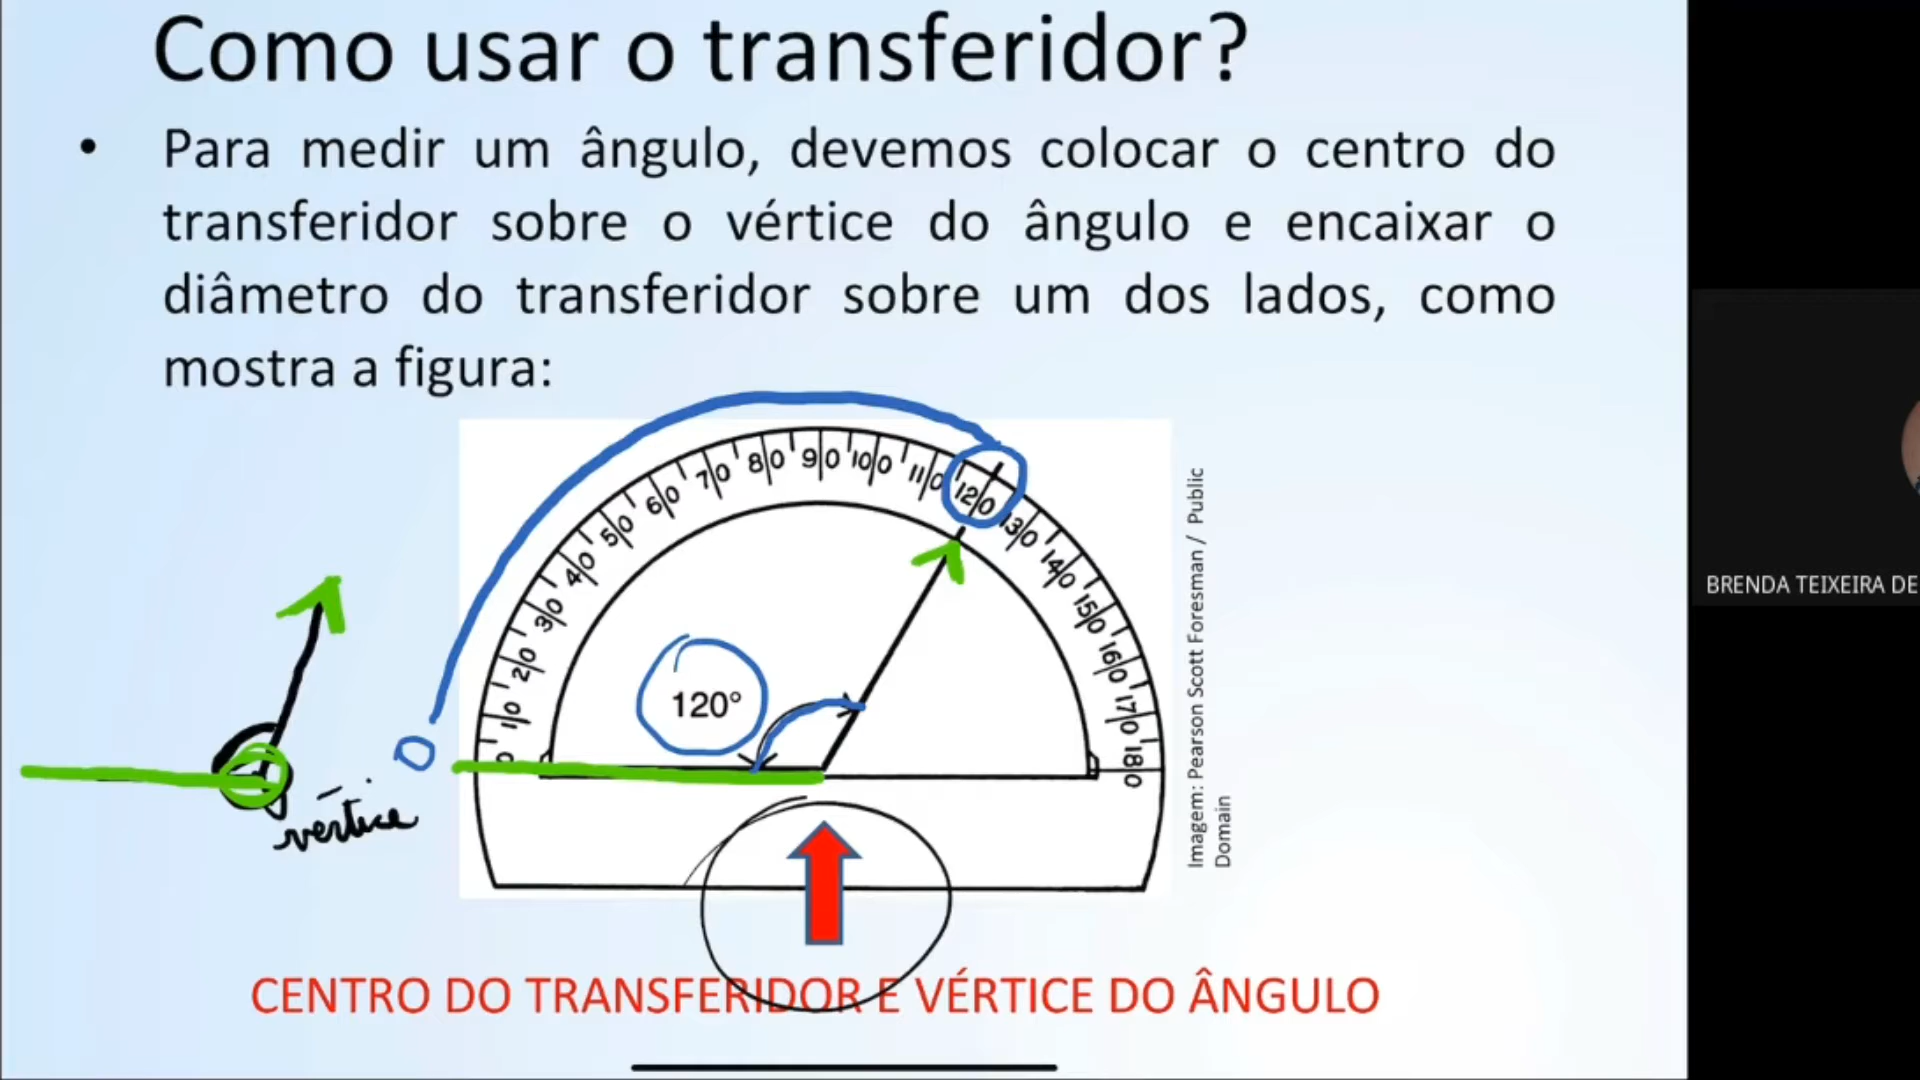 Como usar o transferidor?
• Para medir um ângulo, devemos colocar o centro do
transferidor sobre o vértice do ângulo e encaixar o
diâmetro do transferidor sobre um dos lados, como
mostra a figura:
0 10 20 30 40 50 60 70 80 90 100 110 120 130 140 150 160 170 180
120°
0
vértice
Imagem: Pearson Scott Foresman / Public
Domain
CENTRO DO TRANSFERIDOR E VÉRTICE DO ÂNGULO
BRENDA TEIXEIRA DE